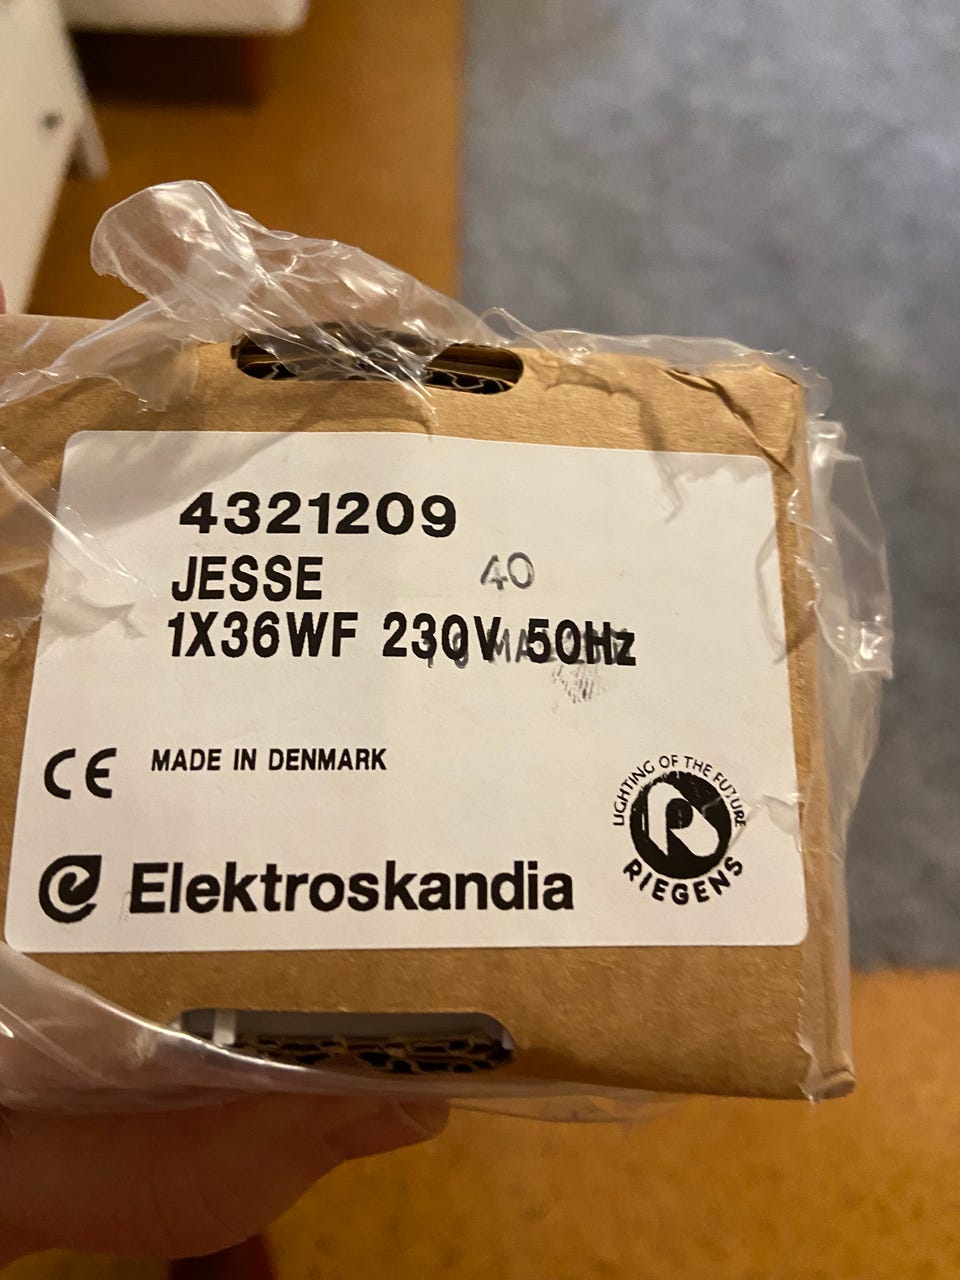 4321209
JESSE
40
1X36WF 230V 50Hz
MADE IN DENMARK
CE
LIGHTING OF THE FUTURE
RIEGENS
Elektroskandia